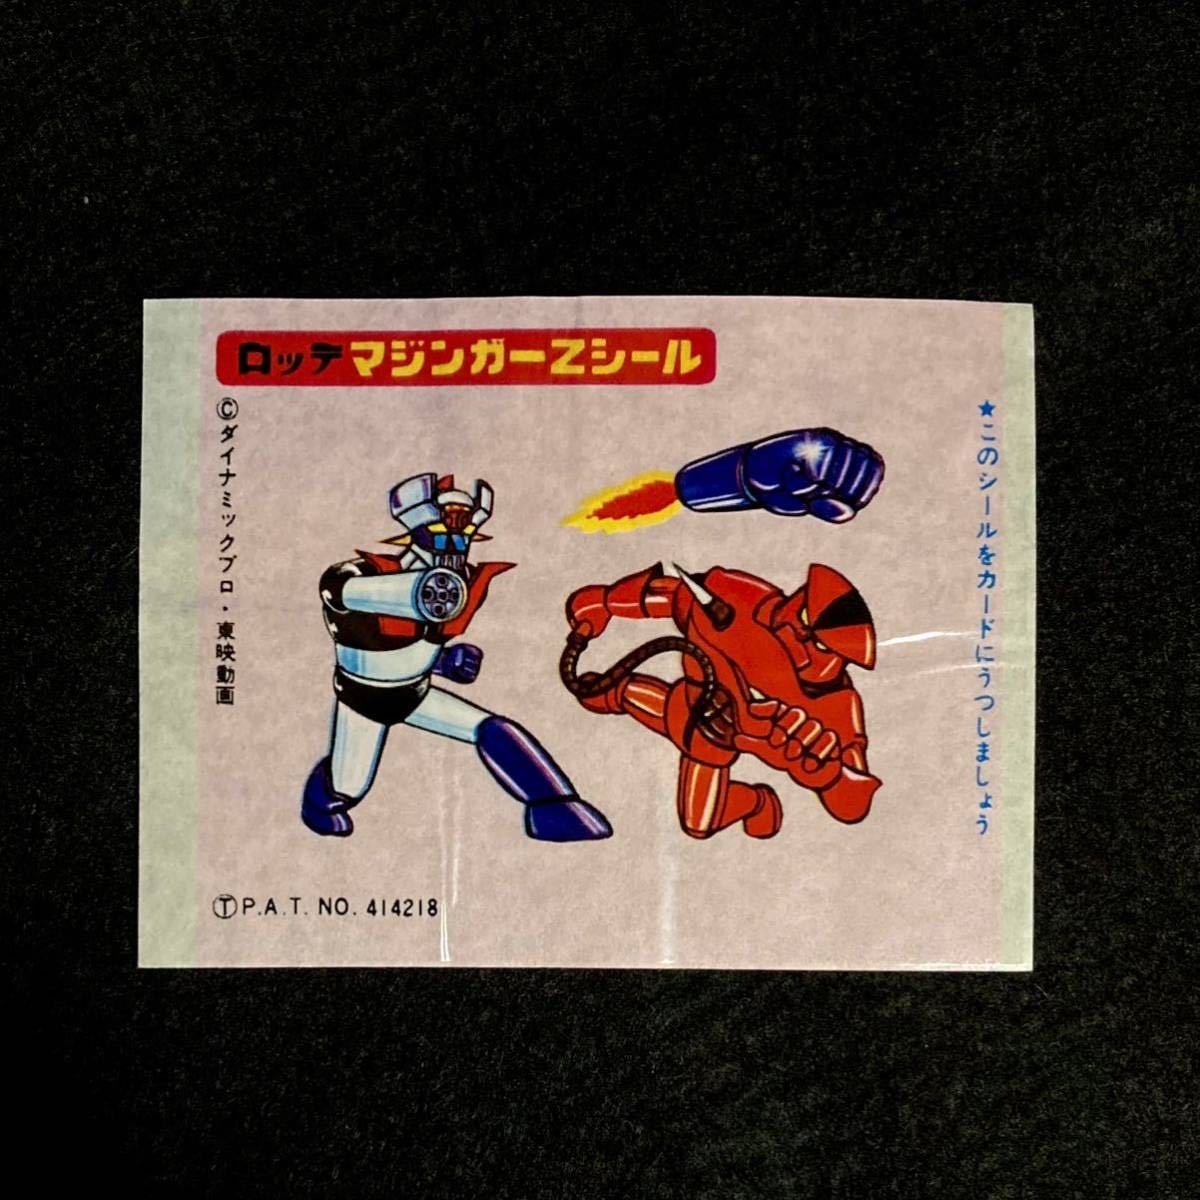 ロッテマジンガーZシール
©ダイナミックプロ・東映動画
★このシールをカードにうつしましょう
ⓉP.A.T. NO. 414218